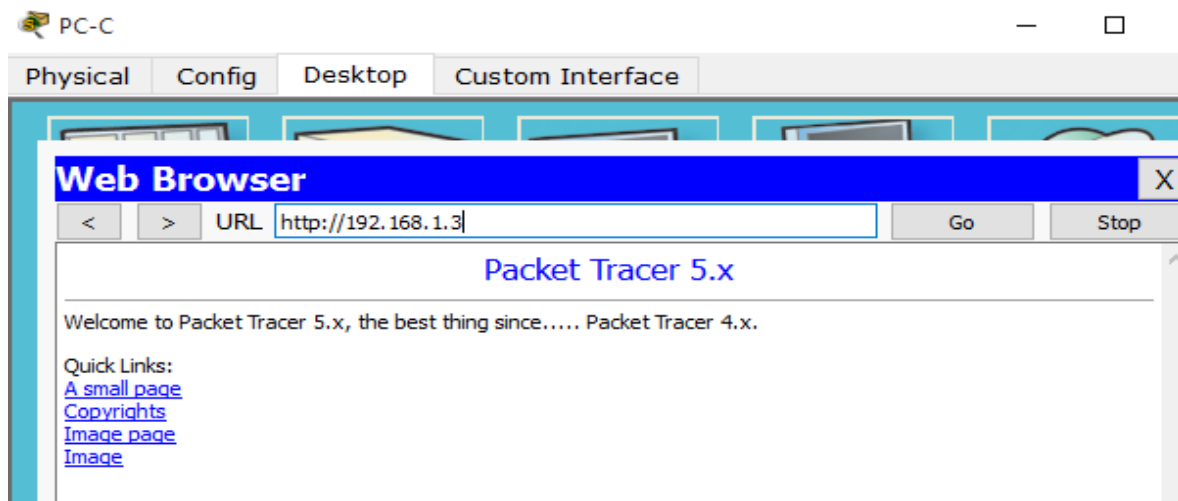 PC-C
Physical Config Desktop Custom Interface
Web Browser X
< > URL http://192.168.1.3 Go Stop
Packet Tracer 5.x
Welcome to Packet Tracer 5.x, the best thing since..... Packet Tracer 4.x.
Quick Links:
A small page
Copyrights
Image page
Image